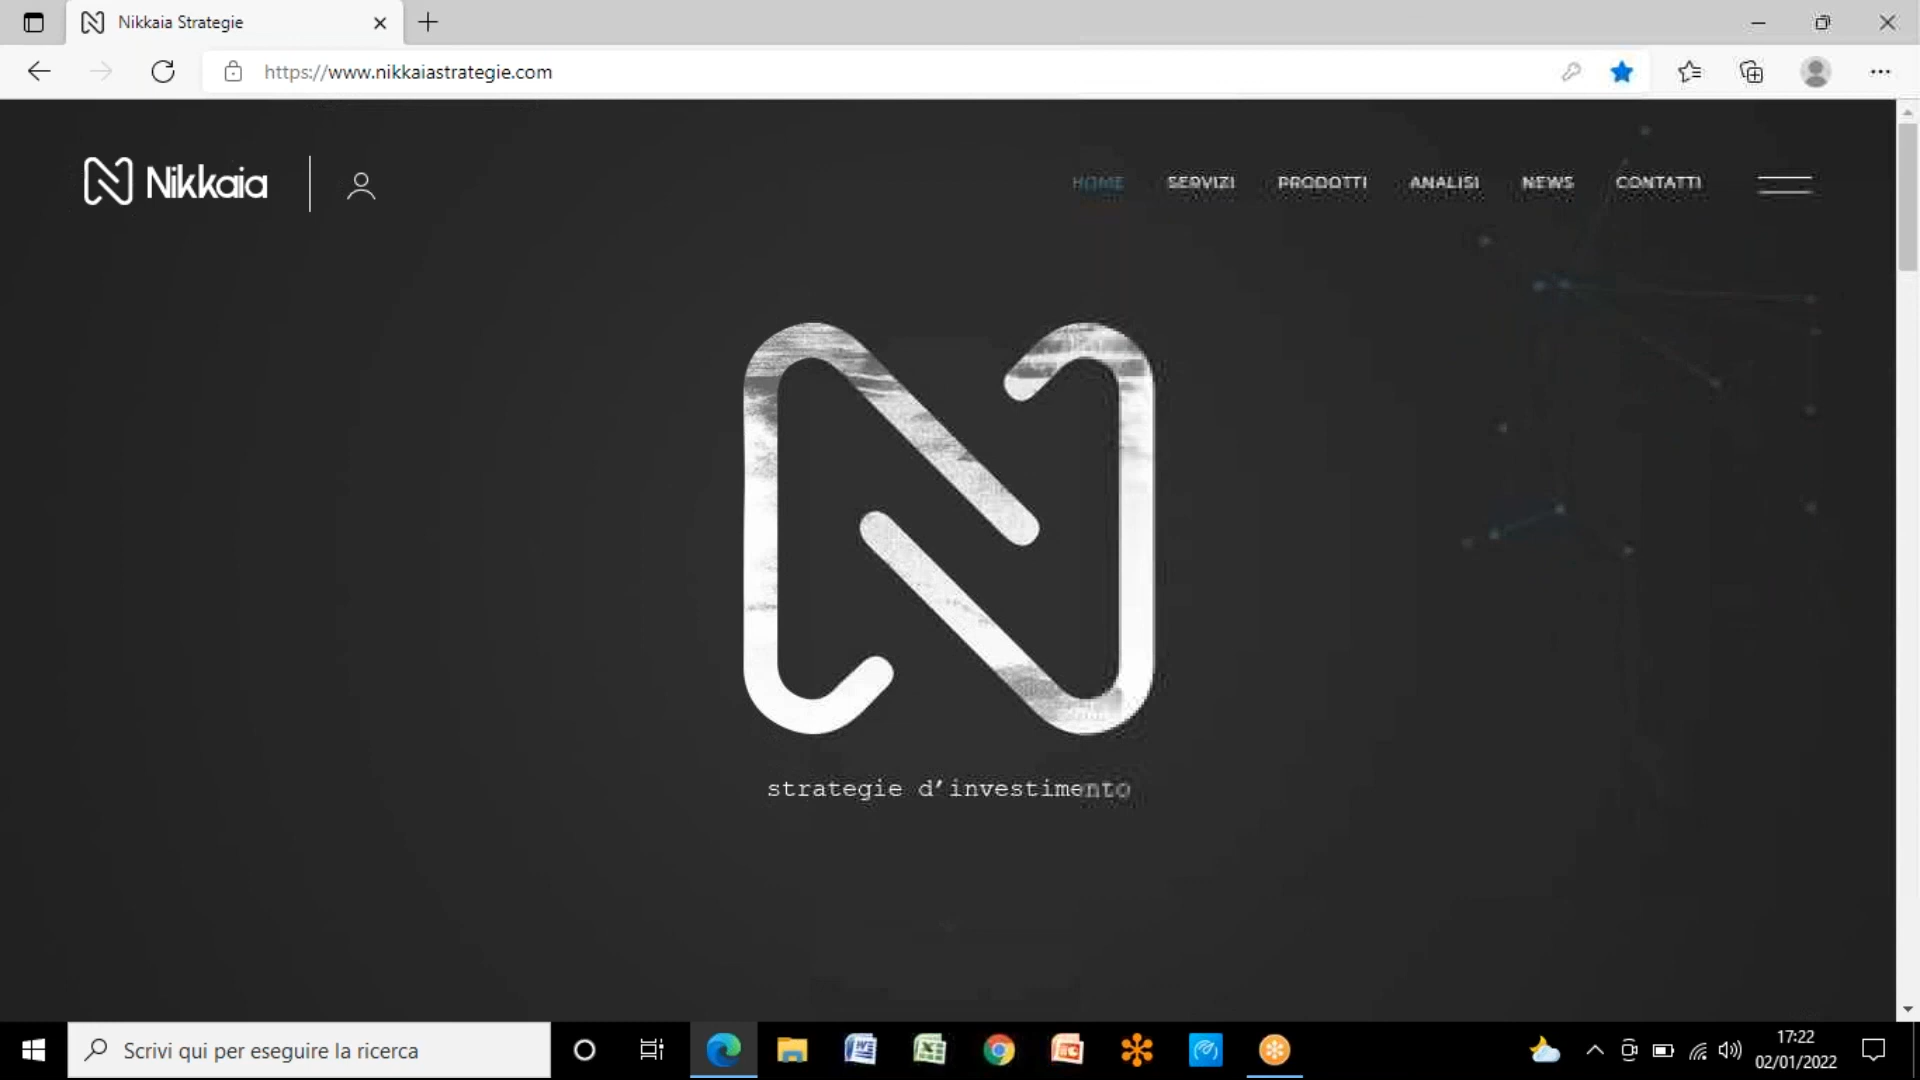 Nikkaia Strategie
https://www.nikkaiastrategie.com
Nikkaia
HOME SERVIZI PRODOTTI ANALISI NEWS CONTATTI
strategie d'investimento
Scrivi qui per eseguire la ricerca
17:22
02/01/2022